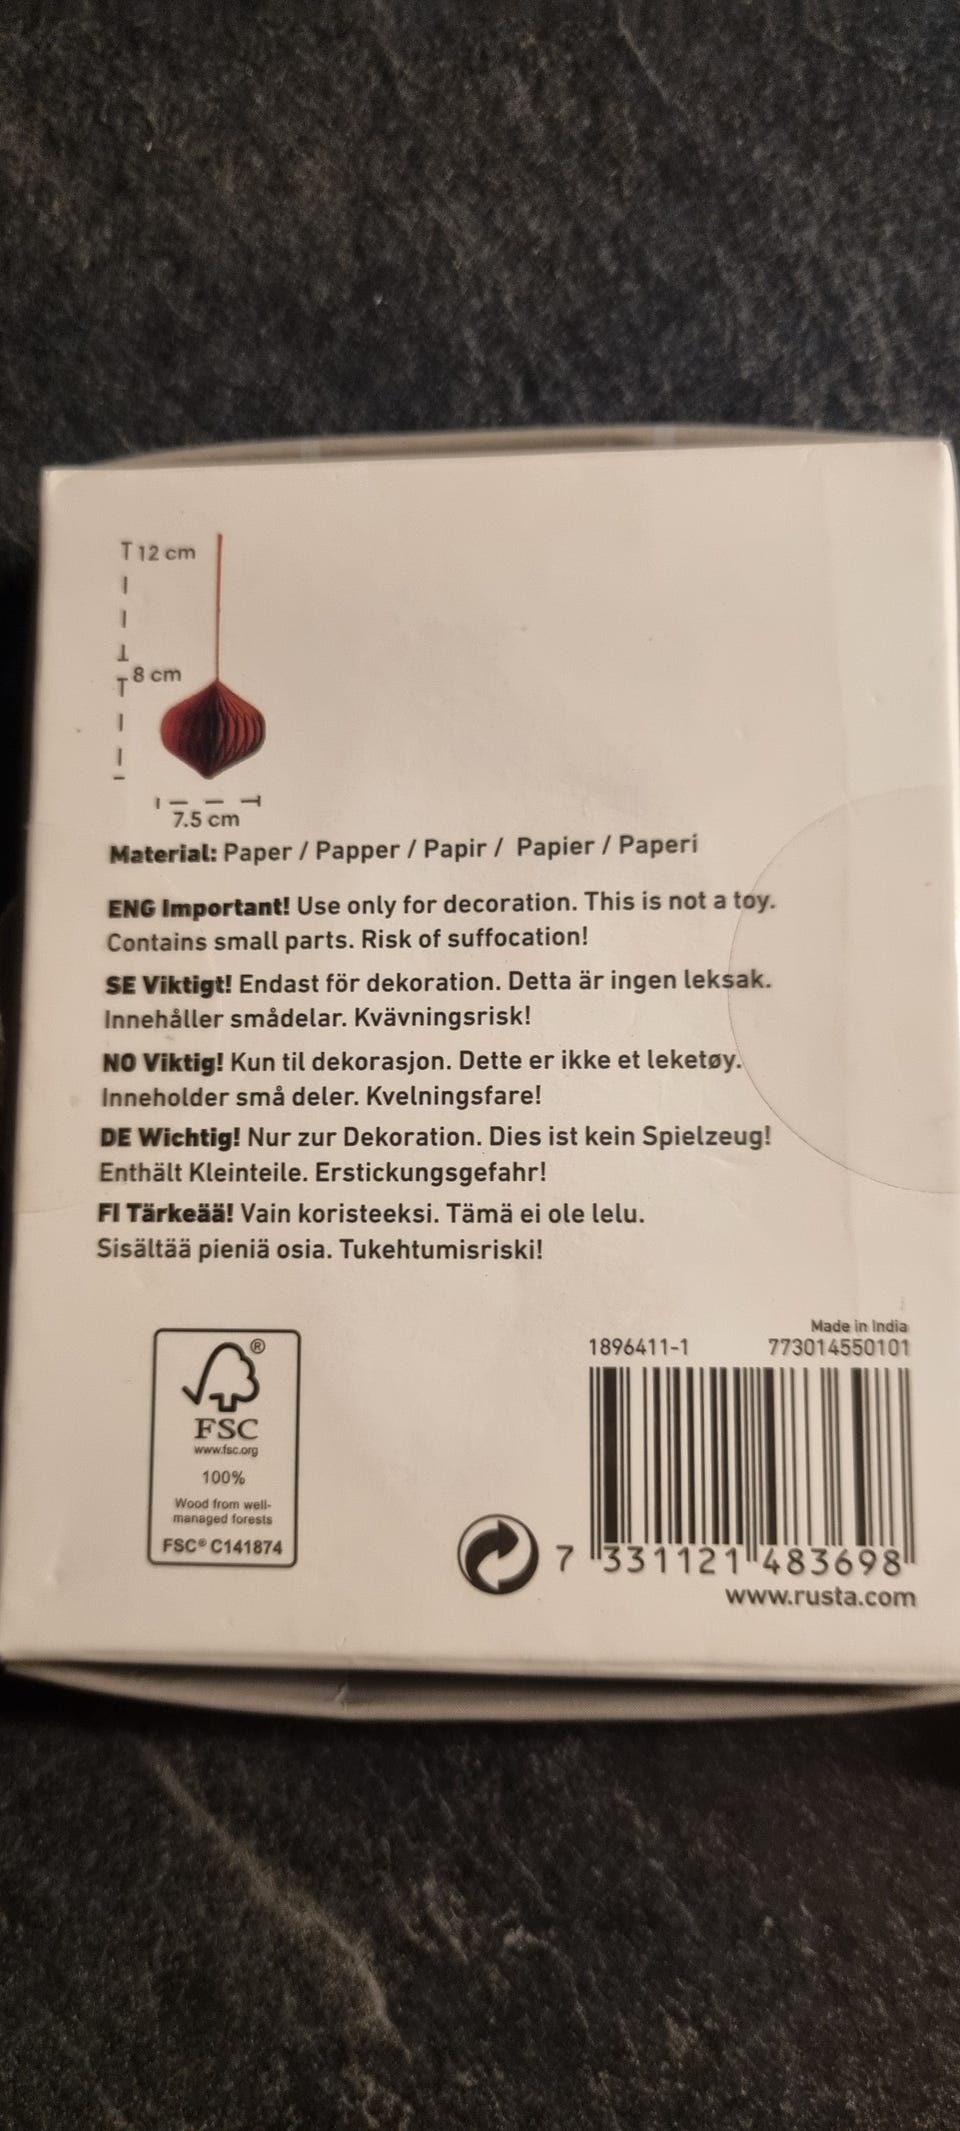 12 cm
8 cm
7.5 cm
Material: Paper / Papper / Papir / Papier / Paperi
ENG Important! Use only for decoration. This is not a toy.
Contains small parts. Risk of suffocation!
SE Viktigt! Endast för dekoration. Detta är ingen leksak.
Innehåller smådelar. Kvävningsrisk!
NO Viktig! Kun til dekorasjon. Dette er ikke et leketøy.
Inneholder små deler. Kvelningsfare!
DE Wichtig! Nur zur Dekoration. Dies ist kein Spielzeug!
Enthält Kleinteile. Erstickungsgefahr!
FI Tärkeää! Vain koristeeksi. Tämä ei ole lelu.
Sisältää pieniä osia. Tukehtumisriski!
®
FSC
www.fsc.org
100%
Wood from well-
managed forests
FSC® C141874
Made in India
1896411-1 773014550101
7 331121 483698
www.rusta.com